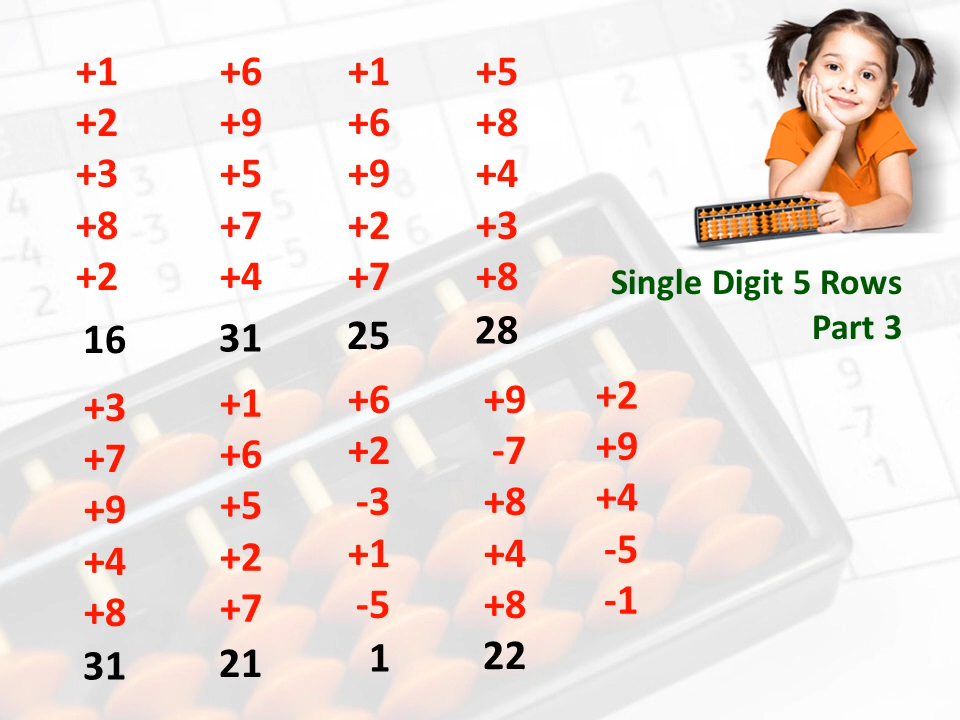 +1 +6 +1 +5
+2 +9 +6 +8
+3 +5 +9 +4
+8 +7 +2 +3
+2 +4 +7 +8
16 31 25 28
Single Digit 5 Rows
Part 3
+3 +1 +6 +9 +2
+7 +6 +2 -7 +9
+9 +5 -3 +8 +4
+4 +2 +1 +4 -5
+8 +7 -5 +8 -1
31 21 1 22